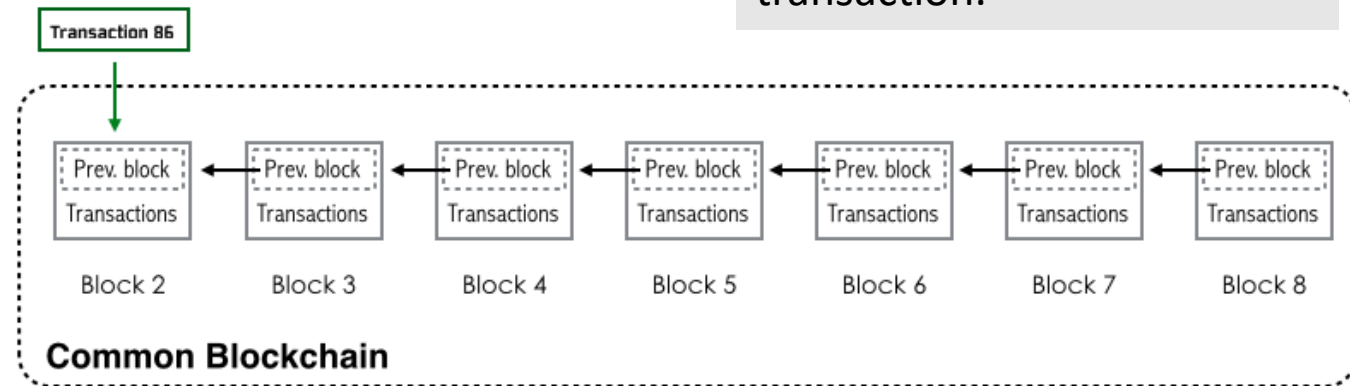 transaction.
Transaction 86
Prev. block Prev. block Prev. block Prev. block Prev. block Prev. block Prev. block
Transactions Transactions Transactions Transactions Transactions Transactions Transactions
Block 2 Block 3 Block 4 Block 5 Block 6 Block 7 Block 8
Common Blockchain